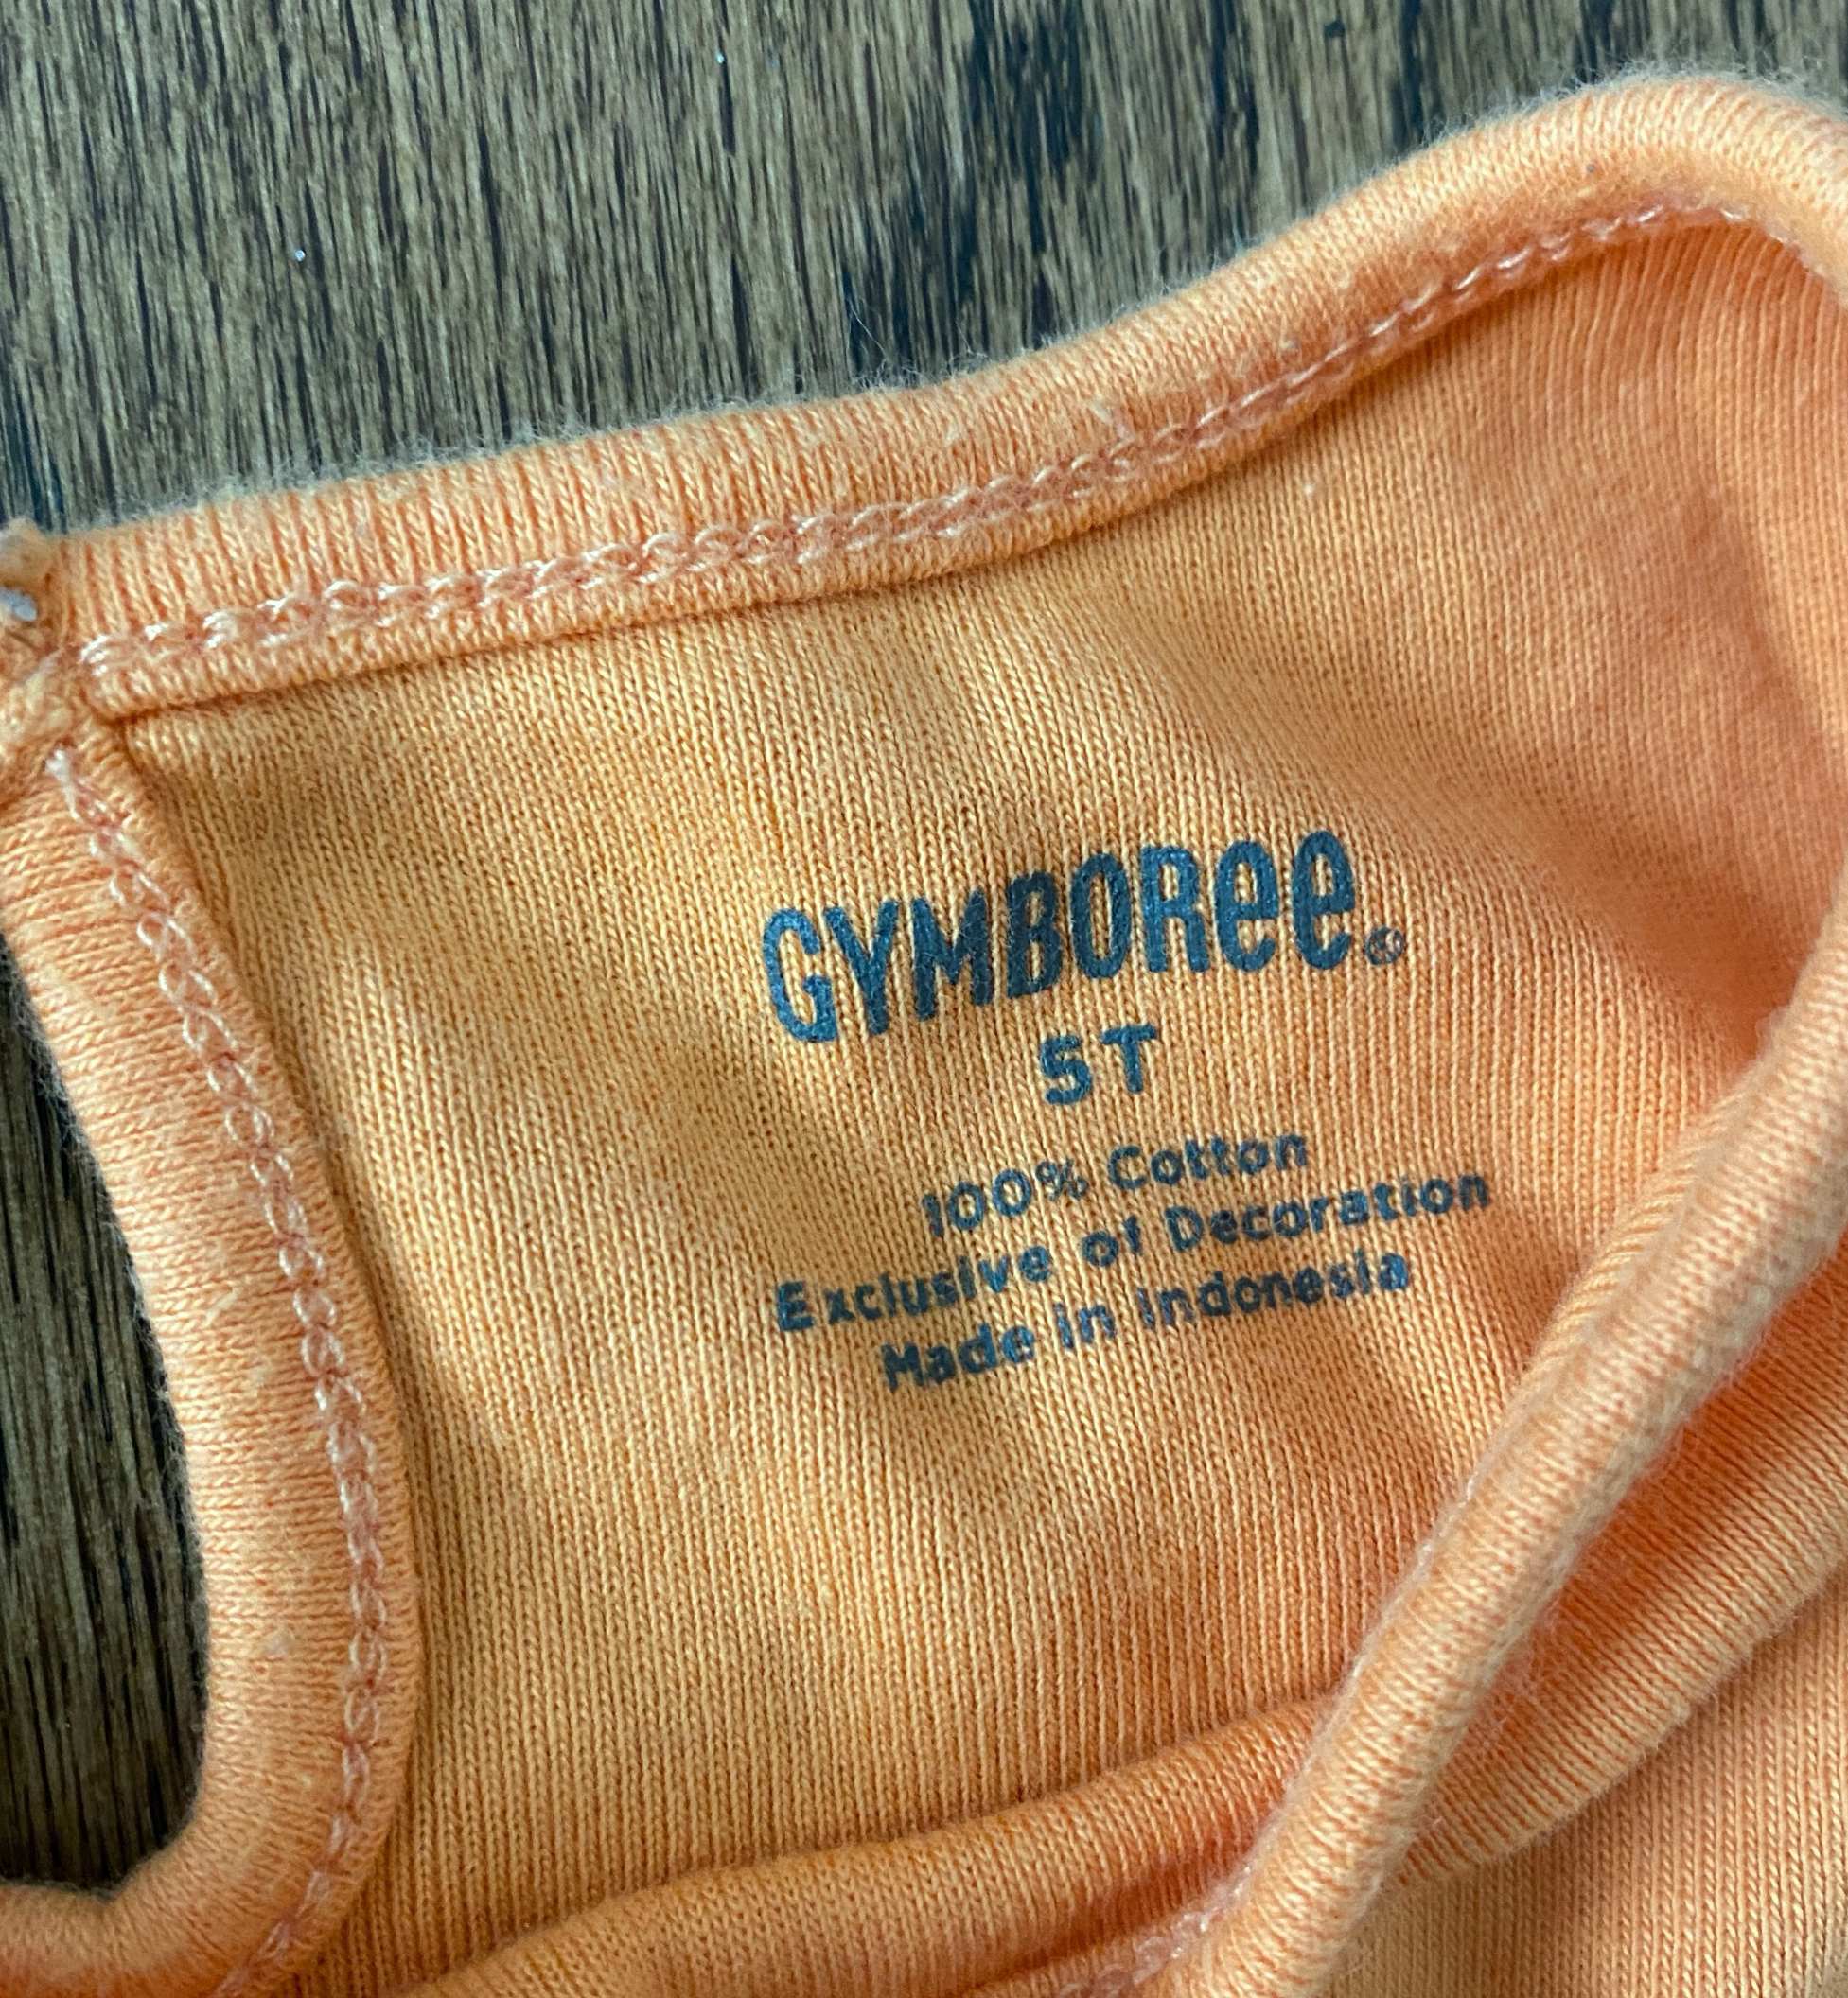 GYMBORee®
5T
100% Cotton
Exclusive of Decoration
Made in Indonesia